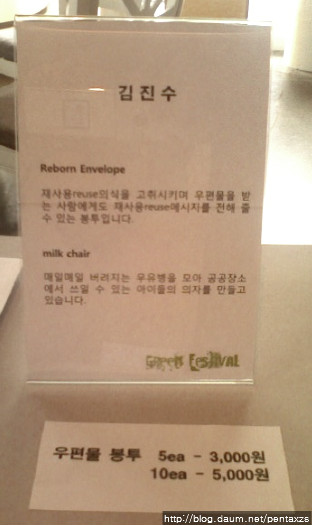 김진수
Reborn Envelope
재사용reuse의식을 고취시키며 우편물을 받
는 사람에게도 재사용reuse메시지를 전해 줄
수 있는 봉투입니다.
milk chair
매일매일 버려지는 우유병을 모아 공공장소
에서 쓰일 수 있는 아이들의 의자를 만들고
있습니다.
Green Festival
우편물 봉투 5ea - 3,000원
10ea - 5,000원
http://blog.daum.net/pentaxzs